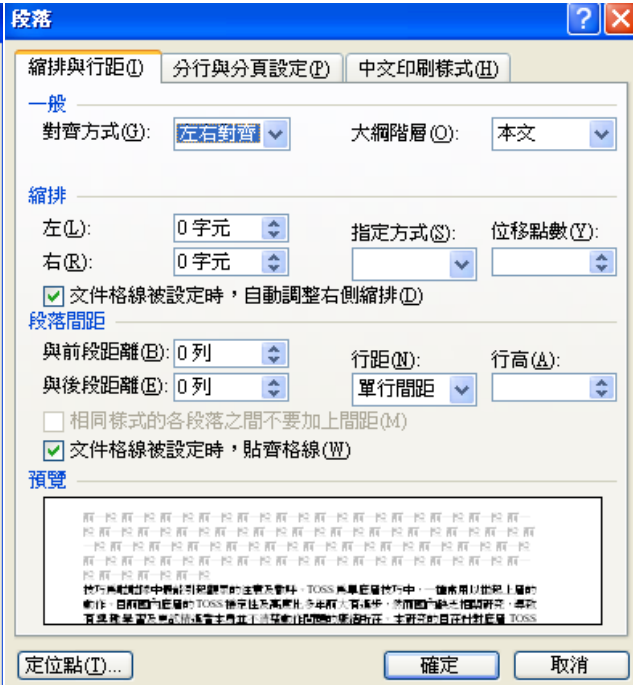 段落
縮排與行距(I) 分行與分頁設定(P) 中文印刷樣式(H)
一般
對齊方式(G): 左右對齊 大綱階層(O): 本文
縮排
左(L): 0 字元 指定方式(S): 位移點數(Y):
右(R): 0 字元
文件格線被設定時，自動調整右側縮排(D)
段落間距
與前段距離(B): 0 列 行距(N): 行高(A):
與後段距離(E): 0 列 單行間距
相同樣式的各段落之間不要加上間距(M)
文件格線被設定時，貼齊格線(W)
預覽
TOSS
TOSS
TOSS
定位點(T)... 確定 取消